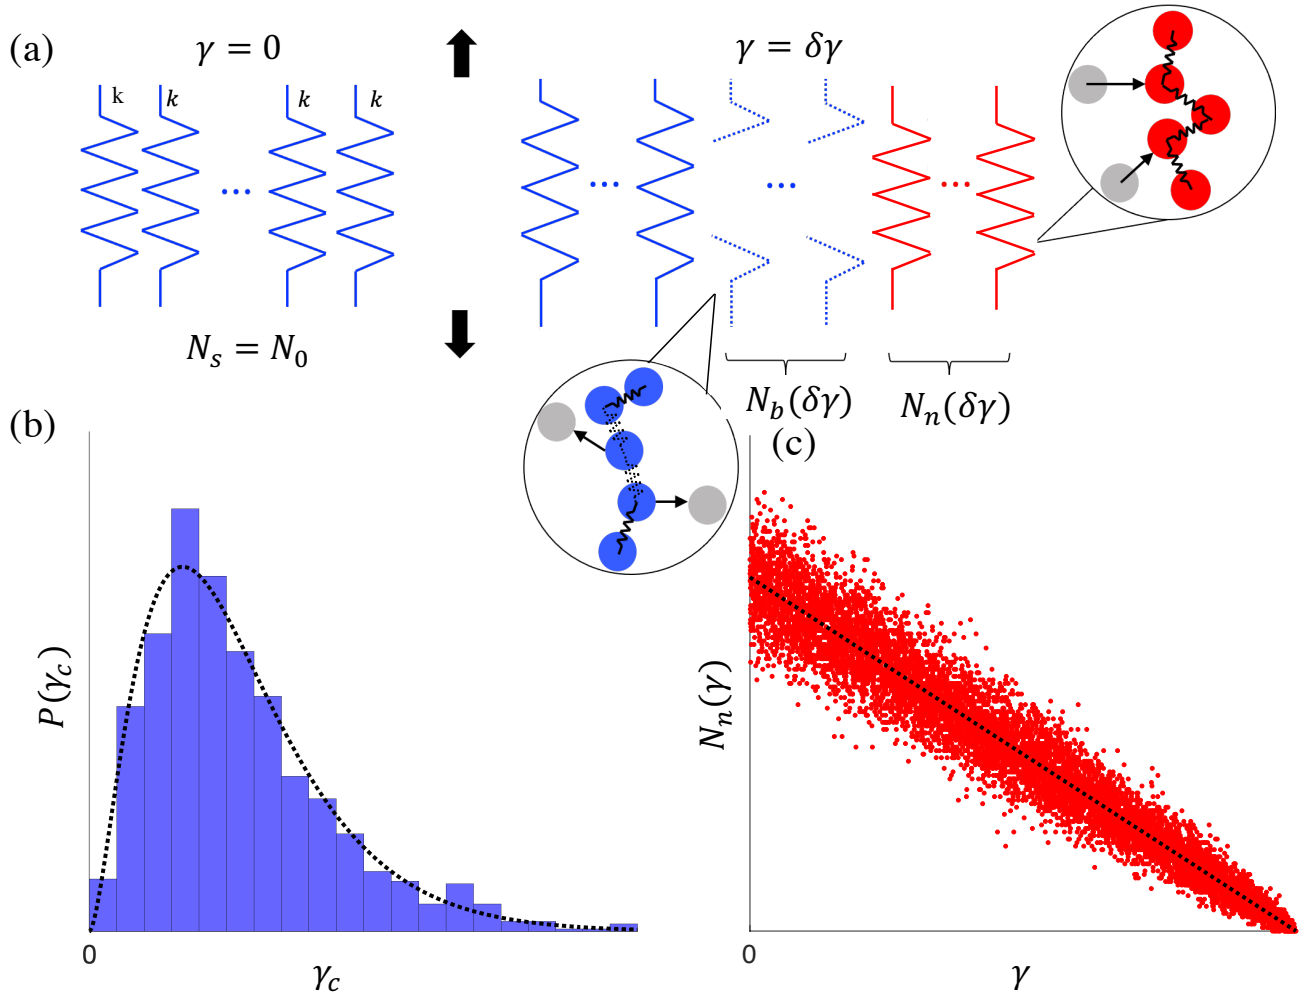 (a)
γ = 0
γ = δγ
k
k
k
k
N_s = N_0
N_b(δγ)
N_n(δγ)
(b)
(c)
P(γ_c)
0
γ_c
N_n(γ)
0
γ